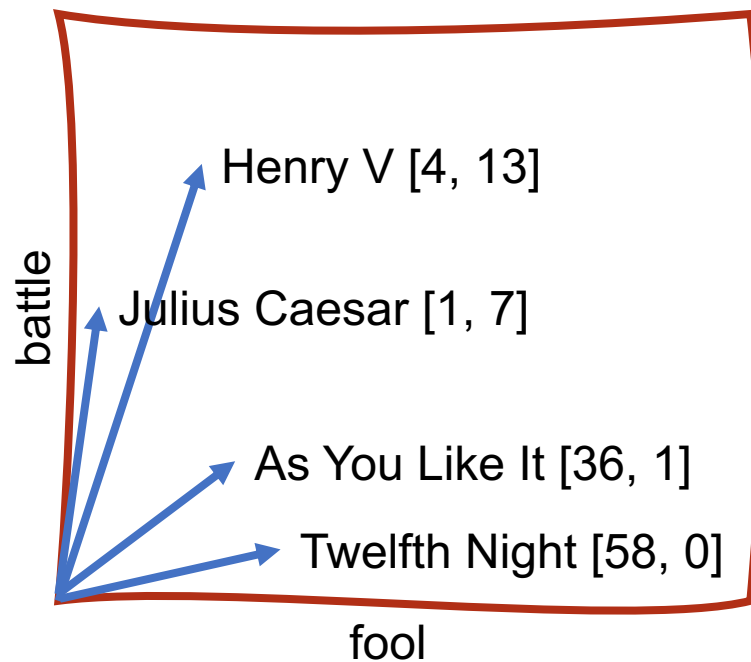 Henry V [4, 13]
battle
Julius Caesar [1, 7]
As You Like It [36, 1]
Twelfth Night [58, 0]
fool